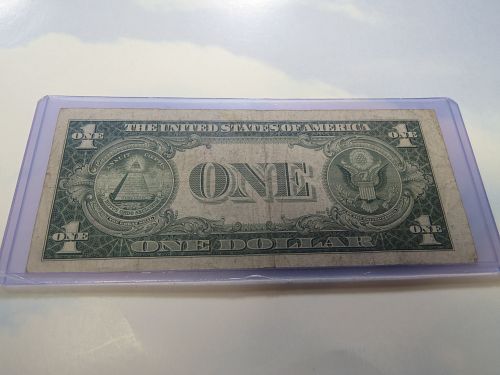 THE UNITED STATES OF AMERICA
ONE ONE
ONE
ONE ONE
ONE DOLLAR